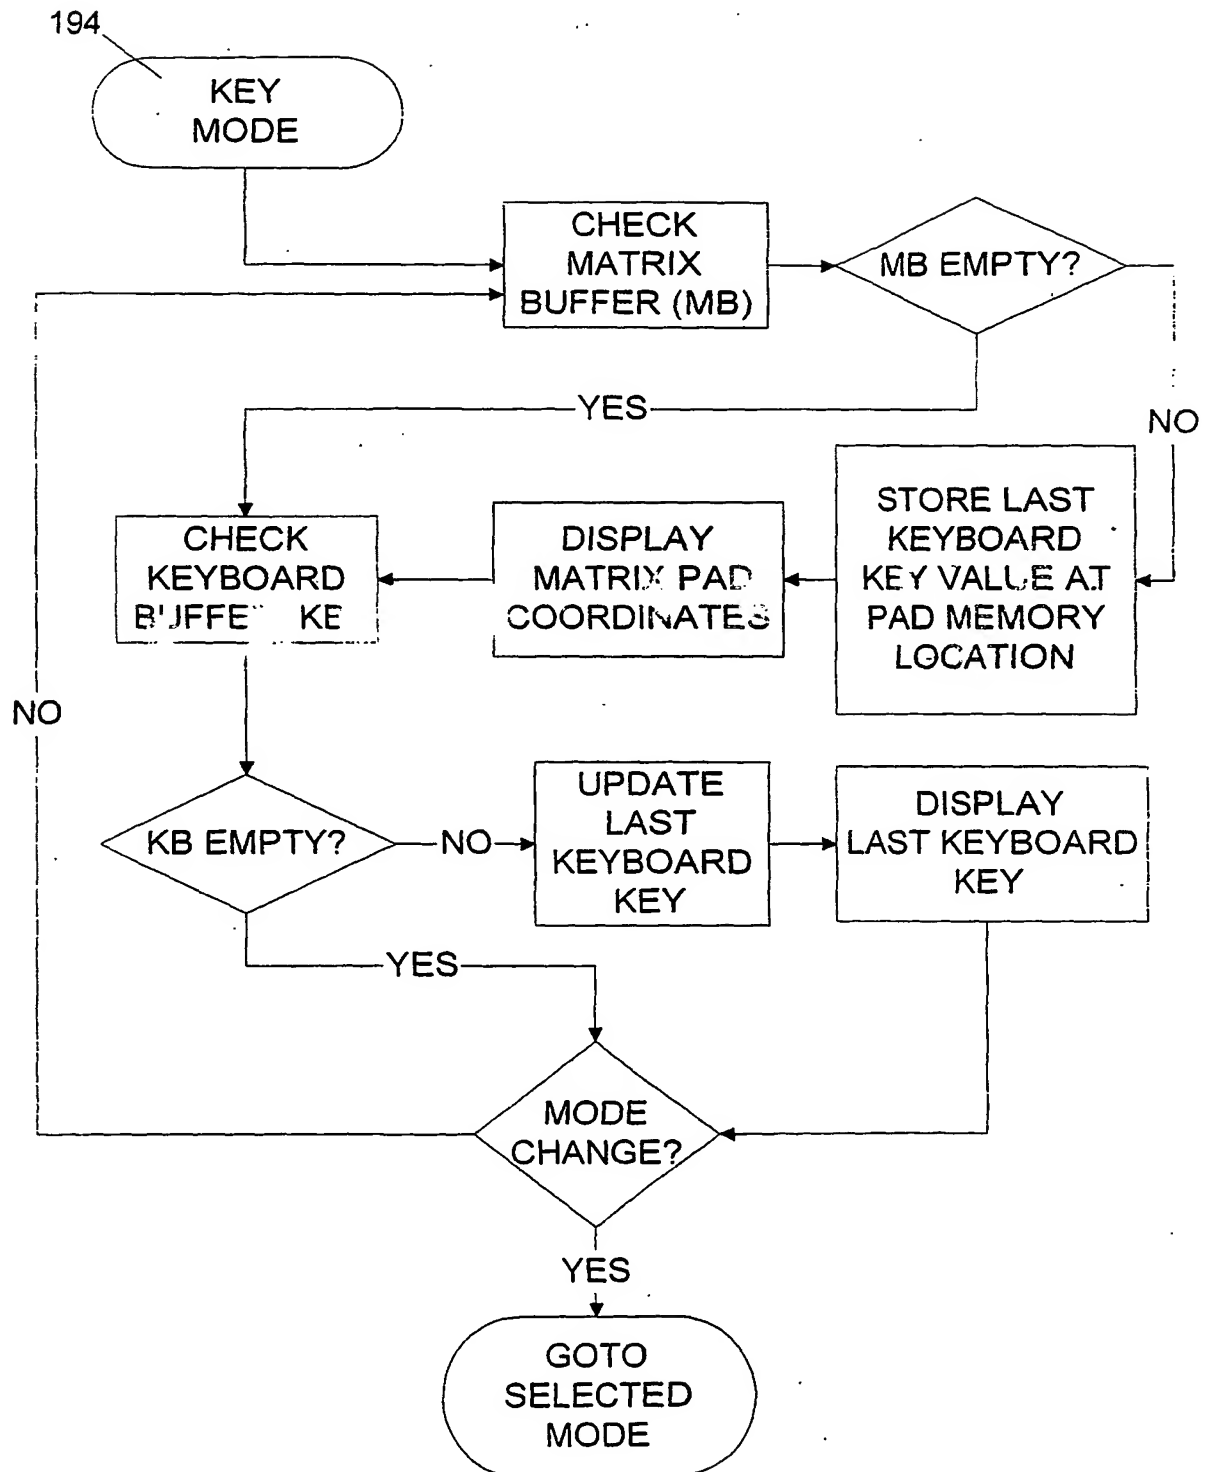 194
KEY
MODE
CHECK
MATRIX
BUFFER (MB)
MB EMPTY?
YES
NO
STORE LAST
KEYBOARD
KEY VALUE AT
PAD MEMORY
LOCATION
DISPLAY
MATRIX PAD
COORDINATES
CHECK
KEYBOARD
NO
KB EMPTY?
NO
UPDATE
LAST
KEYBOARD
KEY
DISPLAY
LAST KEYBOARD
KEY
YES
MODE
CHANGE?
YES
GOTO
SELECTED
MODE